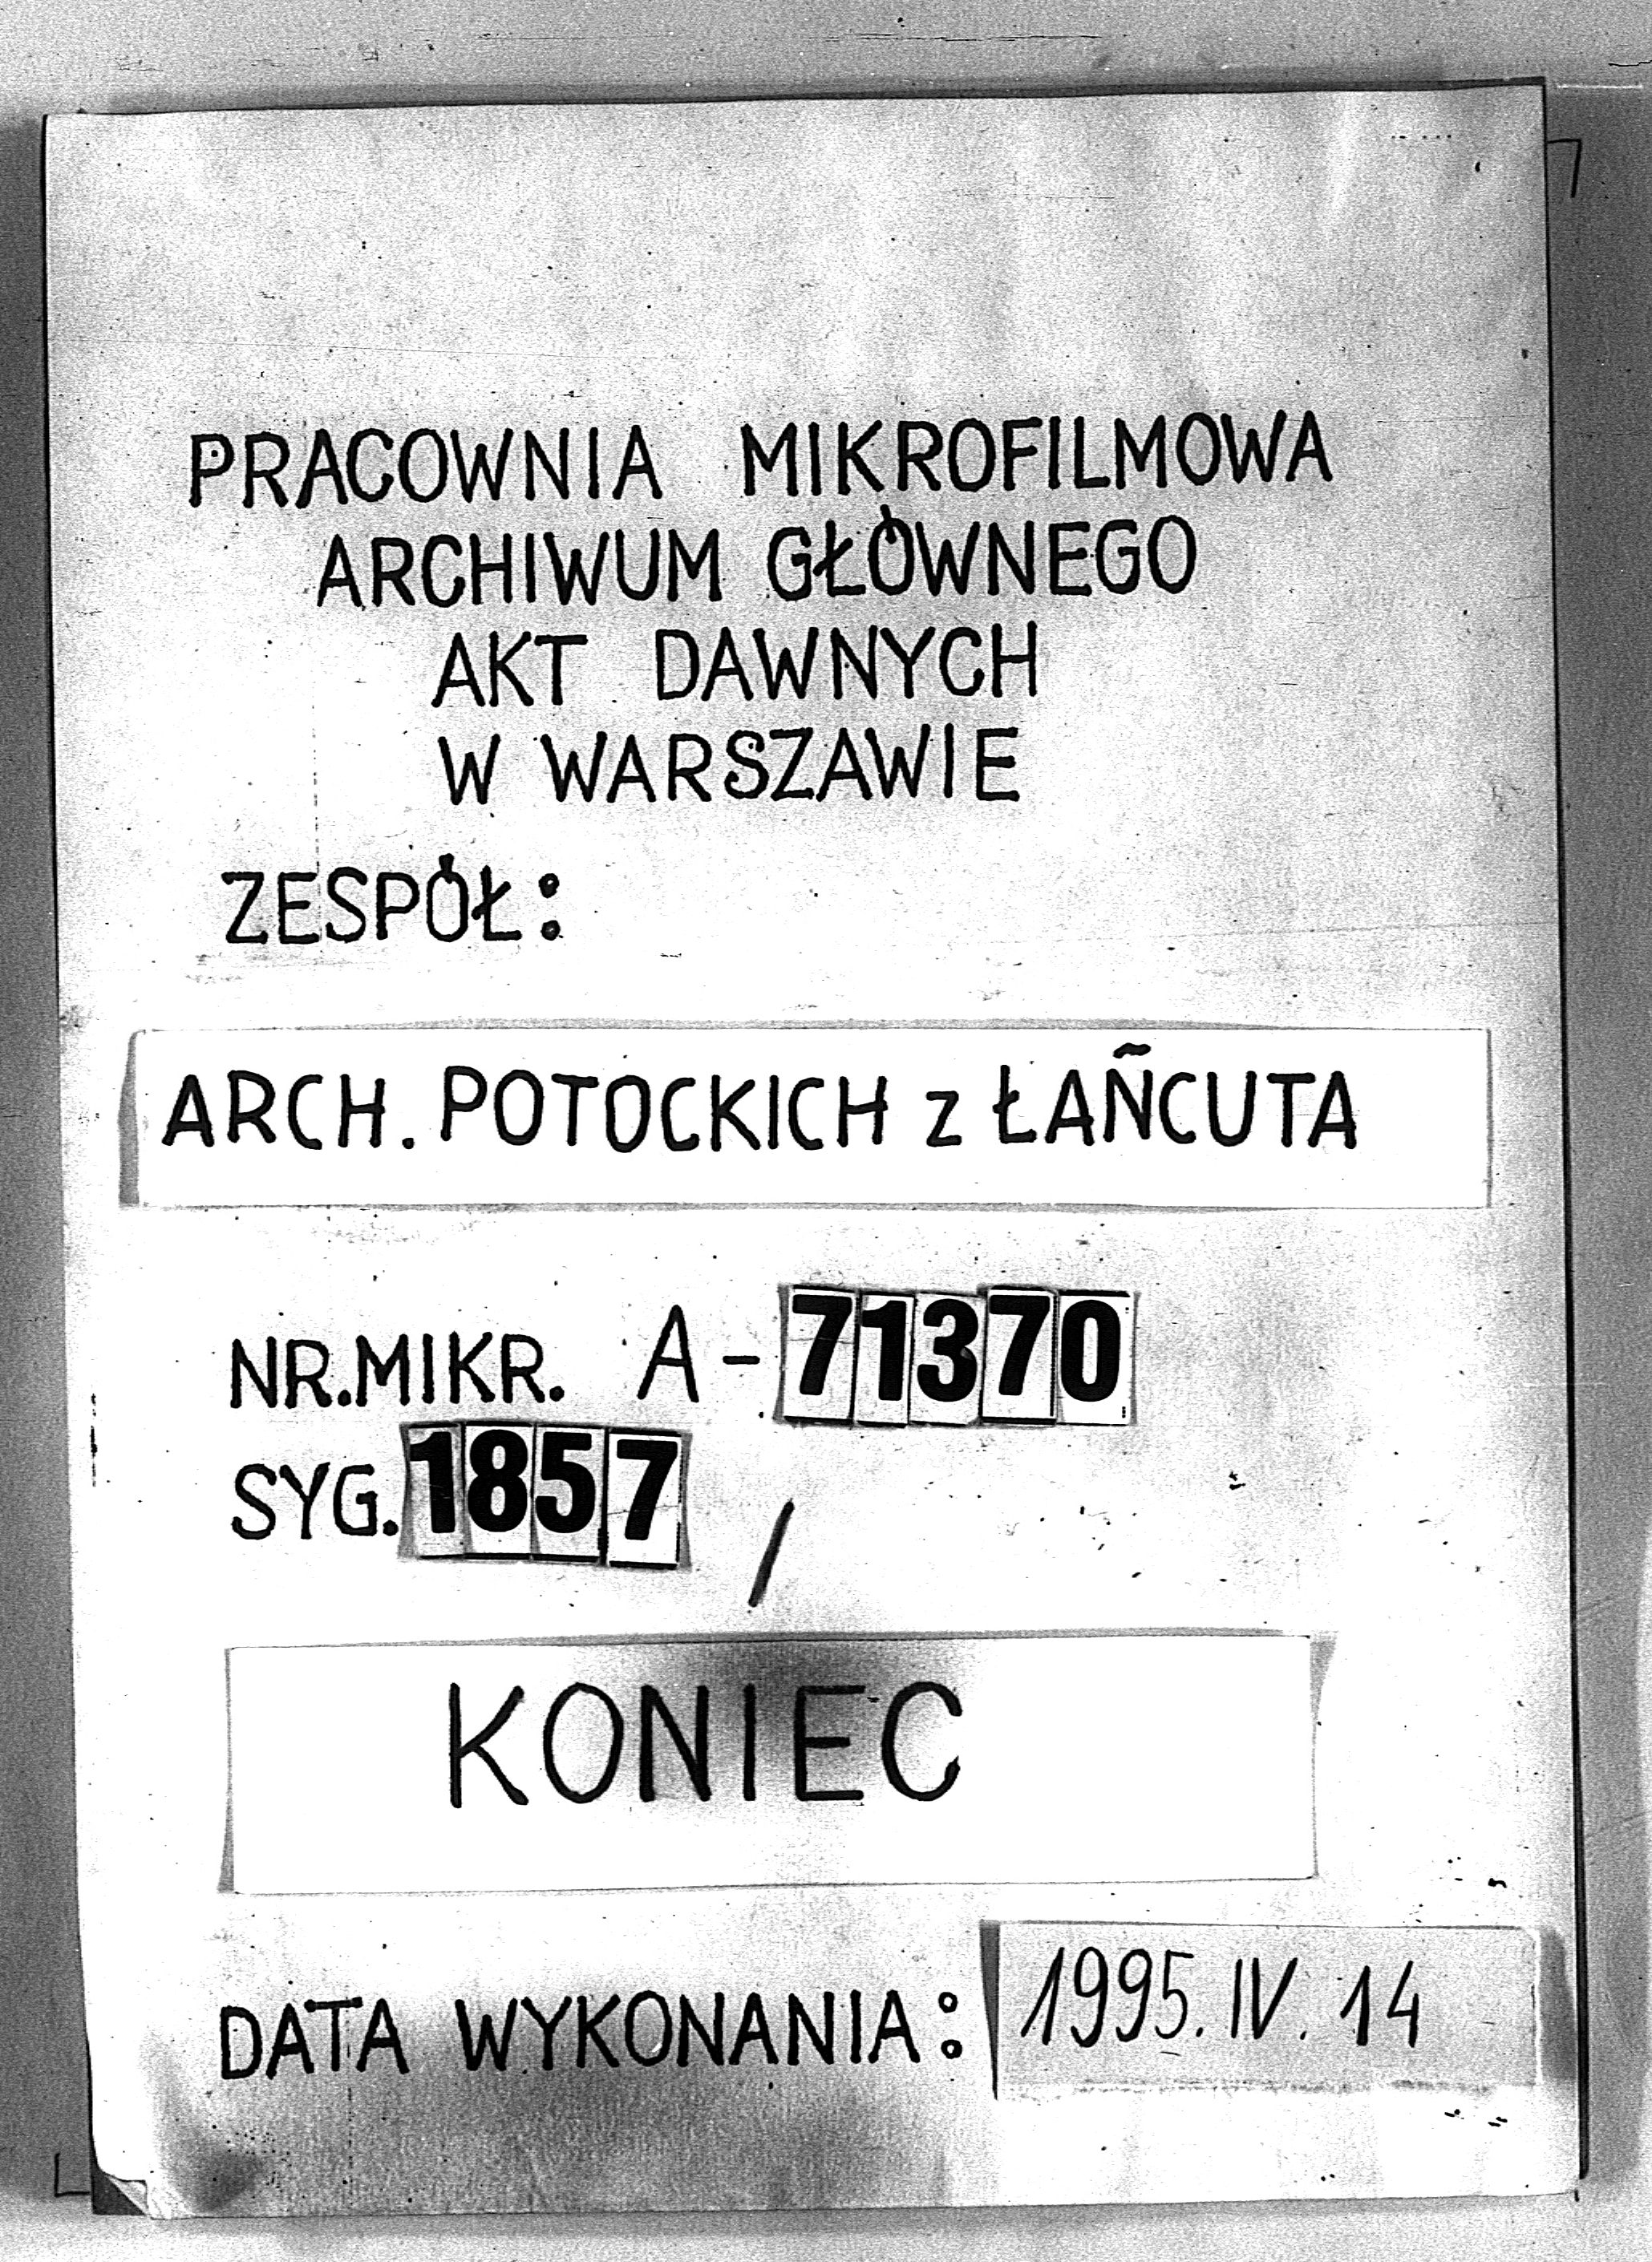 PRACOWNIA MIKROFILMOWA
ARCHIWUM GŁÓWNEGO
AKT DAWNYCH
W WARSZAWIE
ZESPÓŁ:
ARCH. POTOCKICH z ŁAŃCUTA
NR.MIKR. A-71370
SYG. 1857 /
KONIEC
DATA WYKONANIA: 1995. IV. 14